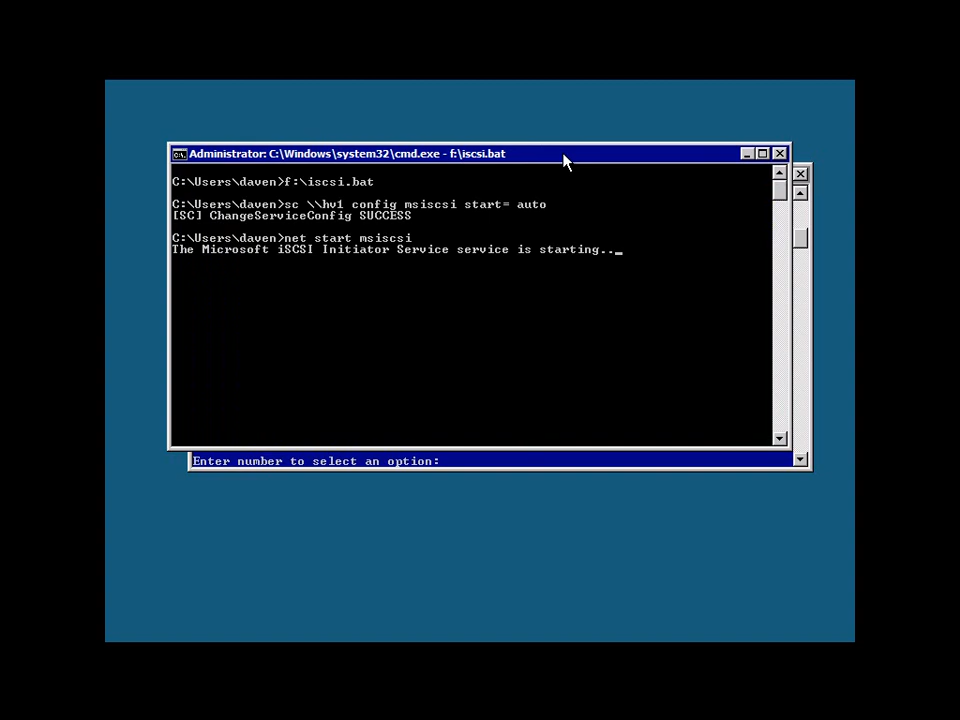 Administrator: C:\Windows\system32\cmd.exe - f:\iscsi.bat
C:\Users\daven>f:\iscsi.bat
C:\Users\daven>sc \\hv1 config msiscsi start= auto
[SC] ChangeServiceConfig SUCCESS
C:\Users\daven>net start msiscsi
The Microsoft iSCSI Initiator Service service is starting..
Enter number to select an option: